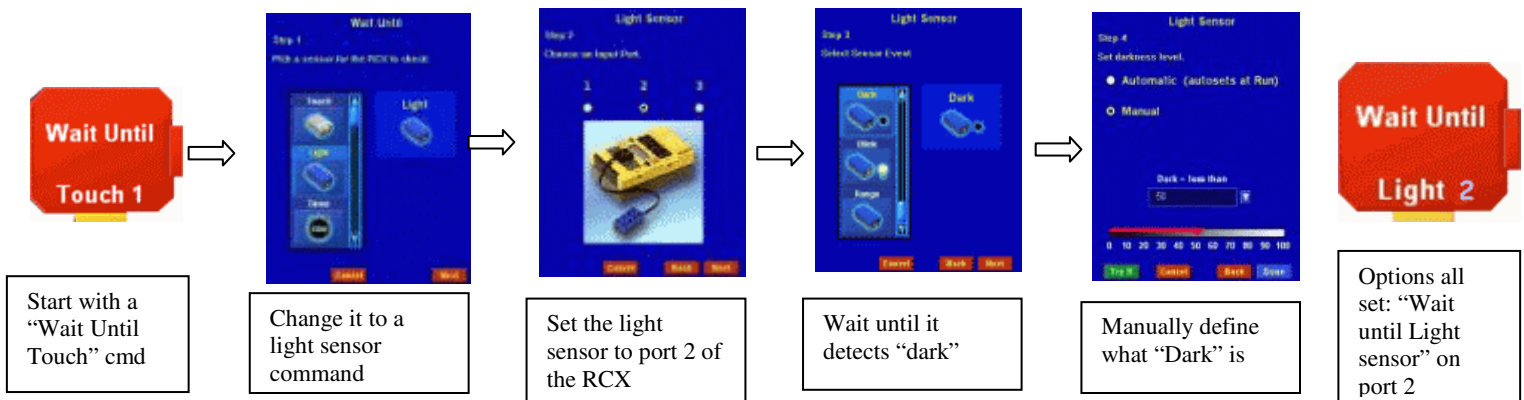 Wait Until
Touch 1
Wait Until
Step 1
Pick a sensor for the RCX to check
Touch
Light
Timer
Light
Cancel
Next
Light Sensor
Step 2
Choose an Input Port.
1 2 3
Cancel
Back
Next
Light Sensor
Step 3
Select Sensor Event
Dark
Blink
Range
Dark
Cancel
Back
Next
Light Sensor
Step 4
Set darkness level.
Automatic (autosets at Run)
Manual
Dark - less than
50
0 10 20 30 40 50 60 70 80 90 100
Try It
Cancel
Back
Done
Wait Until
Light 2
Start with a
“Wait Until
Touch” cmd
Change it to a
light sensor
command
Set the light
sensor to port 2 of
the RCX
Wait until it
detects “dark”
Manually define
what “Dark” is
Options all
set: “Wait
until Light
sensor” on
port 2